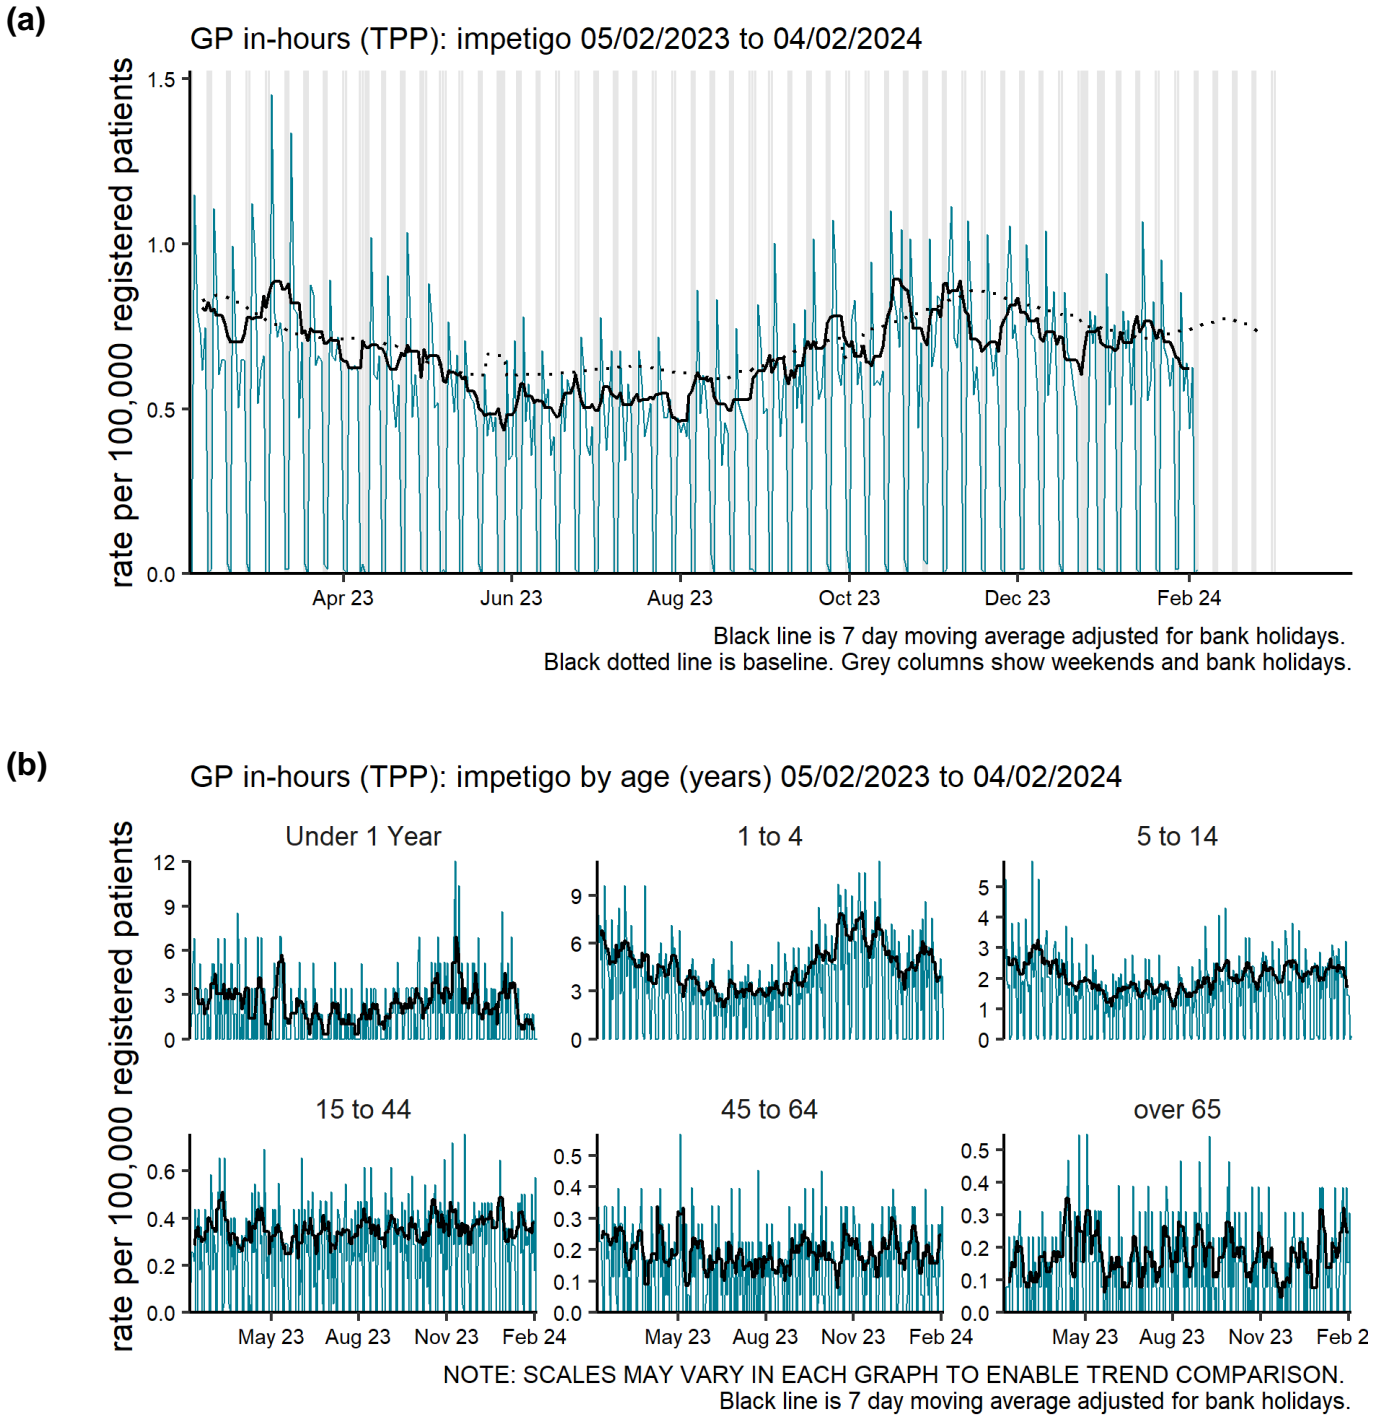 (a)
GP in-hours (TPP): impetigo 05/02/2023 to 04/02/2024
rate per 100,000 registered patients
1.5
1.0
0.5
0.0
Apr 23
Jun 23
Aug 23
Oct 23
Dec 23
Feb 24
Black line is 7 day moving average adjusted for bank holidays.
Black dotted line is baseline. Grey columns show weekends and bank holidays.
(b)
GP in-hours (TPP): impetigo by age (years) 05/02/2023 to 04/02/2024
rate per 100,000 registered patients
Under 1 Year
12
9
6
3
0
1 to 4
9
6
3
0
5 to 14
5
4
3
2
1
0
15 to 44
0.6
0.4
0.2
0.0
May 23
Aug 23
Nov 23
Feb 24
45 to 64
0.5
0.4
0.3
0.2
0.1
0.0
May 23
Aug 23
Nov 23
Feb 24
over 65
0.5
0.4
0.3
0.2
0.1
0.0
May 23
Aug 23
Nov 23
Feb 2
NOTE: SCALES MAY VARY IN EACH GRAPH TO ENABLE TREND COMPARISON.
Black line is 7 day moving average adjusted for bank holidays.